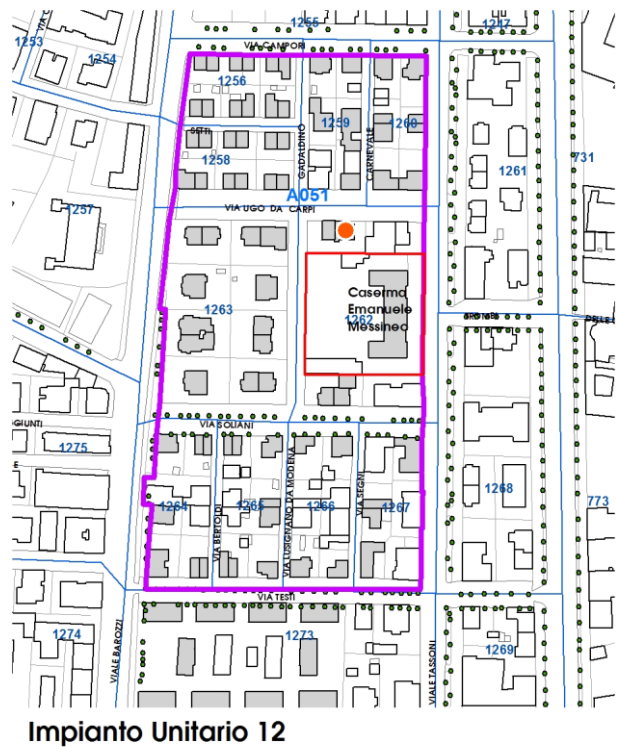 1255
1247
1253
1254
VIA CAMPORI
1256
1259
1260
SETTI
GADALDINO
CARNEVALE
1258
1261
731
A051
1257
VIA UGO DA CARPI
1263
Caserma
1262
Emanuele
Messineo
GIUNTI
VIA SOLIANI
1275
E
VIA BERTOLDI
VIA LUSIGNANO DA MODENA
VIA SEGNI
1264
1265
1266
1267
1268
773
VIA TESTI
1274
VIALE BAROZZI
1273
VIALE TASSONI
1269
Impianto Unitario 12